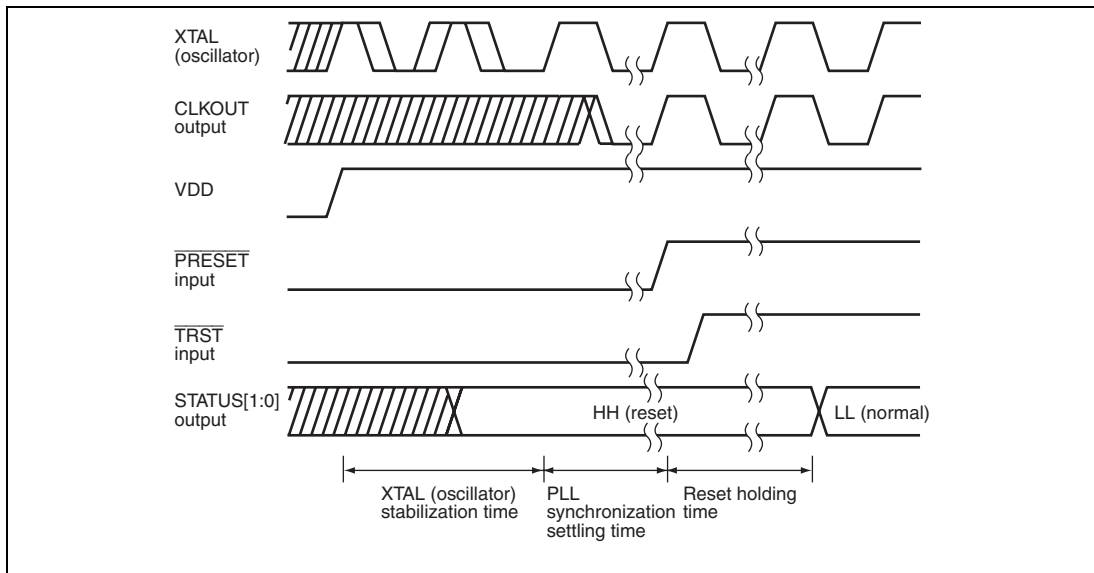 XTAL
(oscillator)
CLKOUT
output
VDD
PRESET
input
TRST
input
STATUS[1:0]
output
HH (reset)
LL (normal)
XTAL (oscillator)
stabilization time
PLL
synchronization
settling time
Reset holding
time